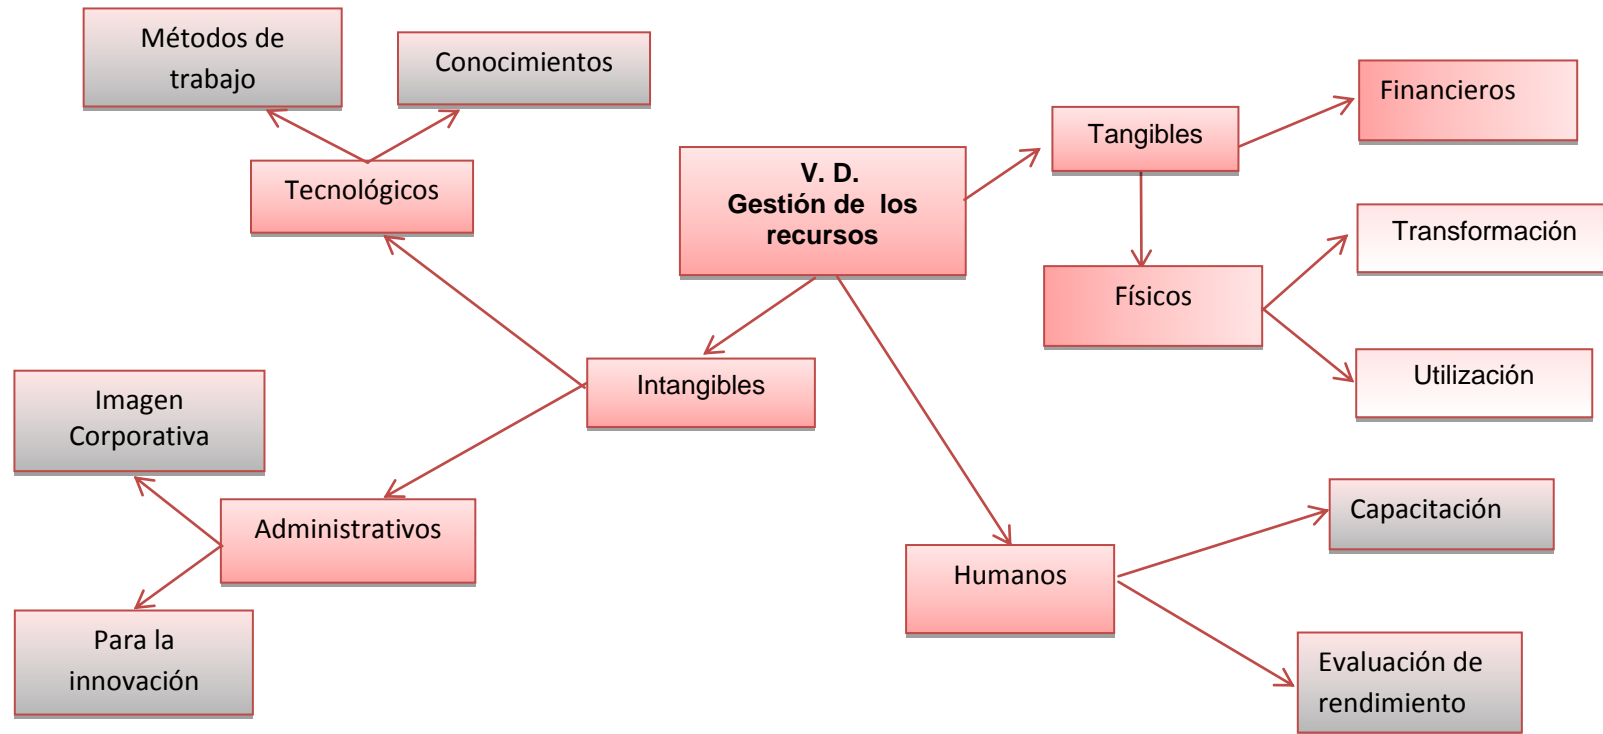 Métodos de
trabajo
Conocimientos
Financieros
Tangibles
V. D.
Gestión de  los
recursos
Tecnológicos
Transformación
Físicos
Utilización
Intangibles
Imagen
Corporativa
Capacitación
Administrativos
Humanos
Para la
innovación
Evaluación de
rendimiento